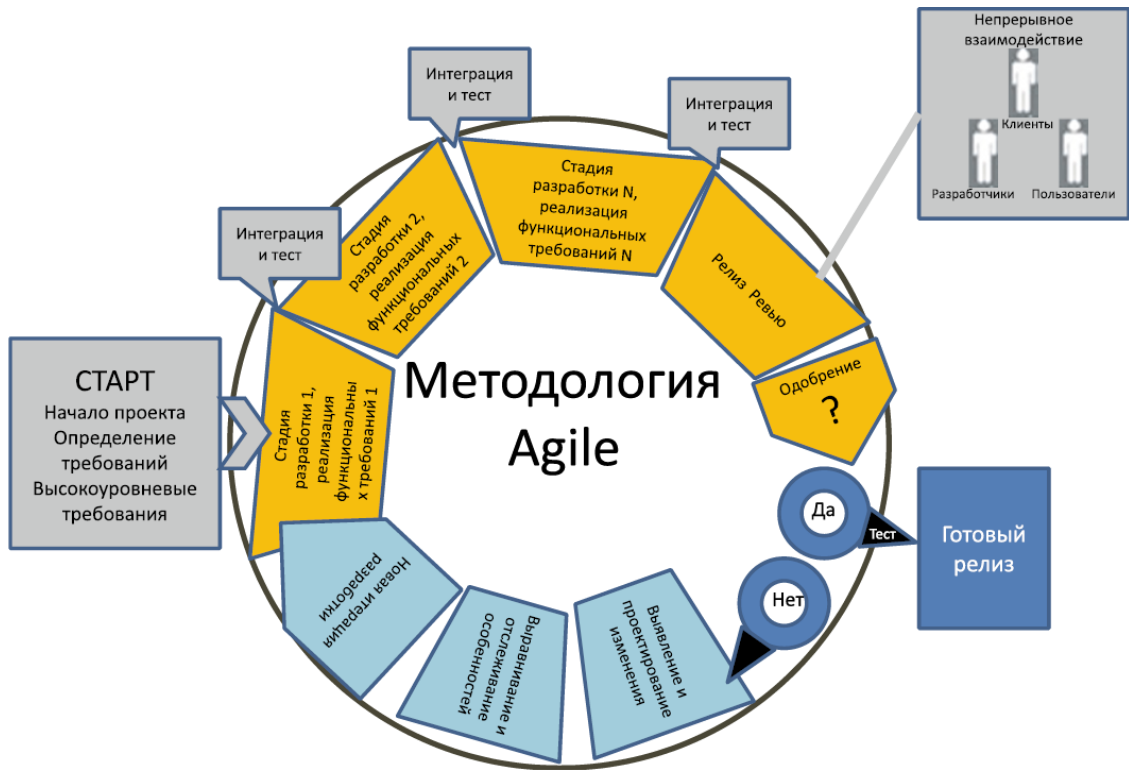 Непрерывное
взаимодействие
Клиенты
Разработчики
Пользователи
Интеграция
и тест
Интеграция
и тест
Интеграция
и тест
СТАРТ
Начало проекта
Определение
требований
Высокоуровневые
требования
Стадия
разработки 1,
реализация
функциональны
х требований 1
Стадия
разработки 2,
реализация
функциональных
требований 2
Стадия
разработки N,
реализация
функциональных
требований N
Релиз Ревью
Одобрение
?
Методология
Agile
Да
Тест
Готовый
релиз
Нет
Выявление и
проектирование
изменения
Выравнивание и
отслеживание
особенностей
Новая итерация
разработки